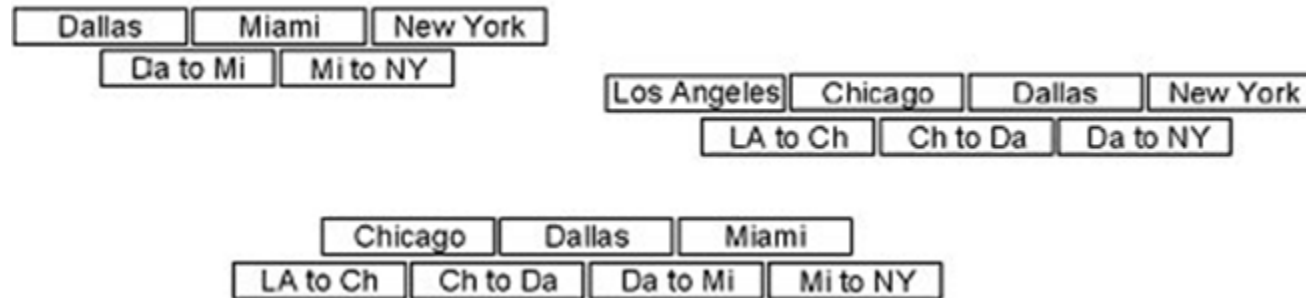 Dallas Miami New York
Da to Mi Mi to NY
Los Angeles Chicago Dallas New York
LA to Ch Ch to Da Da to NY
Chicago Dallas Miami
LA to Ch Ch to Da Da to Mi Mi to NY